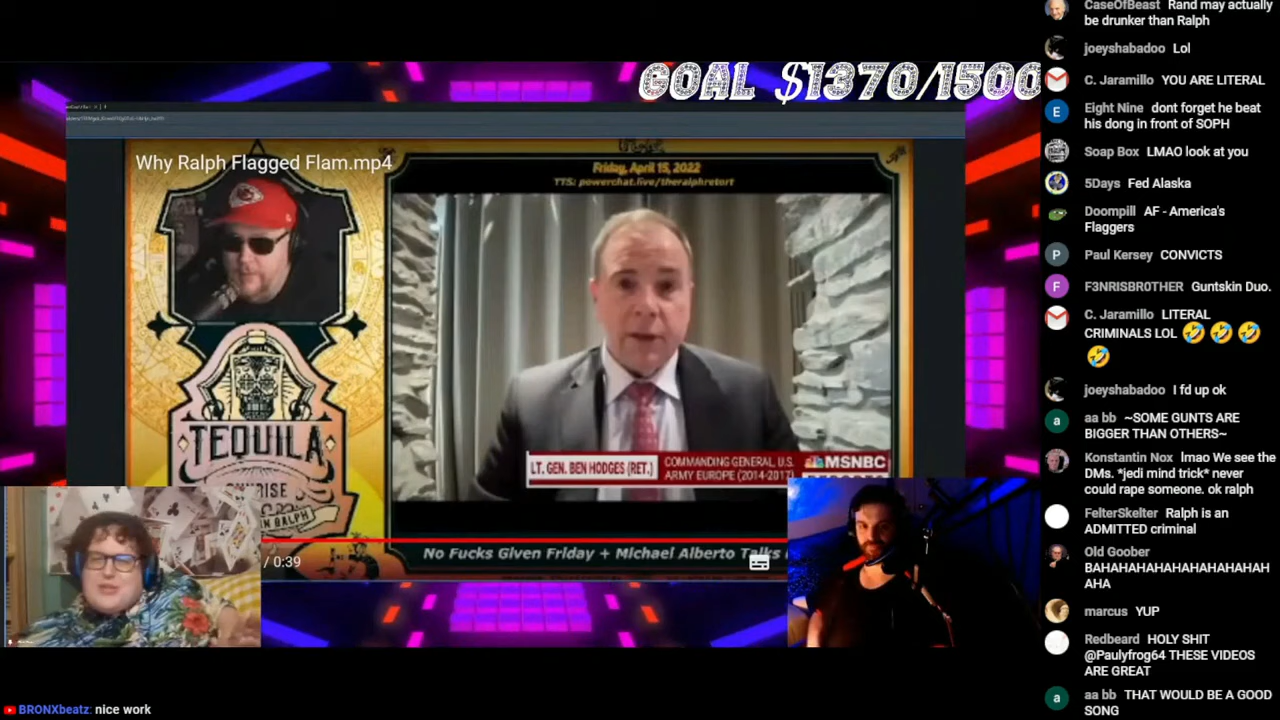 GOAL $1370/1500
Why Ralph Flagged Flam.mp4
Friday, April 15, 2022
TTS: powerchat.live/theralphretort
TEQUILA
LT. GEN. BEN HODGES (RET.)
COMMANDING GENERAL, U.S.
ARMY EUROPE (2014-2017)
MSNBC
/ 0:39
No Fucks Given Friday + Michael Alberto Talks
BRONXbeatz: nice work
CaseOfBeast Rand may actually
be drunker than Ralph
joeyshabadoo Lol
C. Jaramillo YOU ARE LITERAL
E
Eight Nine dont forget he beat
his dong in front of SOPH
Soap Box LMAO look at you
5Days Fed Alaska
Doompill AF - America's
Flaggers
P
Paul Kersey CONVICTS
F
F3NRISBR0THER Guntskin Duo.
C. Jaramillo LITERAL
CRIMINALS LOL 🤣🤣🤣
🤣
joeyshabadoo I fd up ok
a
aa bb ~SOME GUNTS ARE
BIGGER THAN OTHERS~
Konstantin Nox lmao We see the
DMs. *jedi mind trick* never
could rape someone. ok ralph
FelterSkelter Ralph is an
ADMITTED criminal
Old Goober
BAHAHAHAHAHAHAHAHAHAH
AHA
marcus YUP
Redbeard HOLY SHIT
@Paulyfrog64 THESE VIDEOS
ARE GREAT
a
aa bb THAT WOULD BE A GOOD
SONG